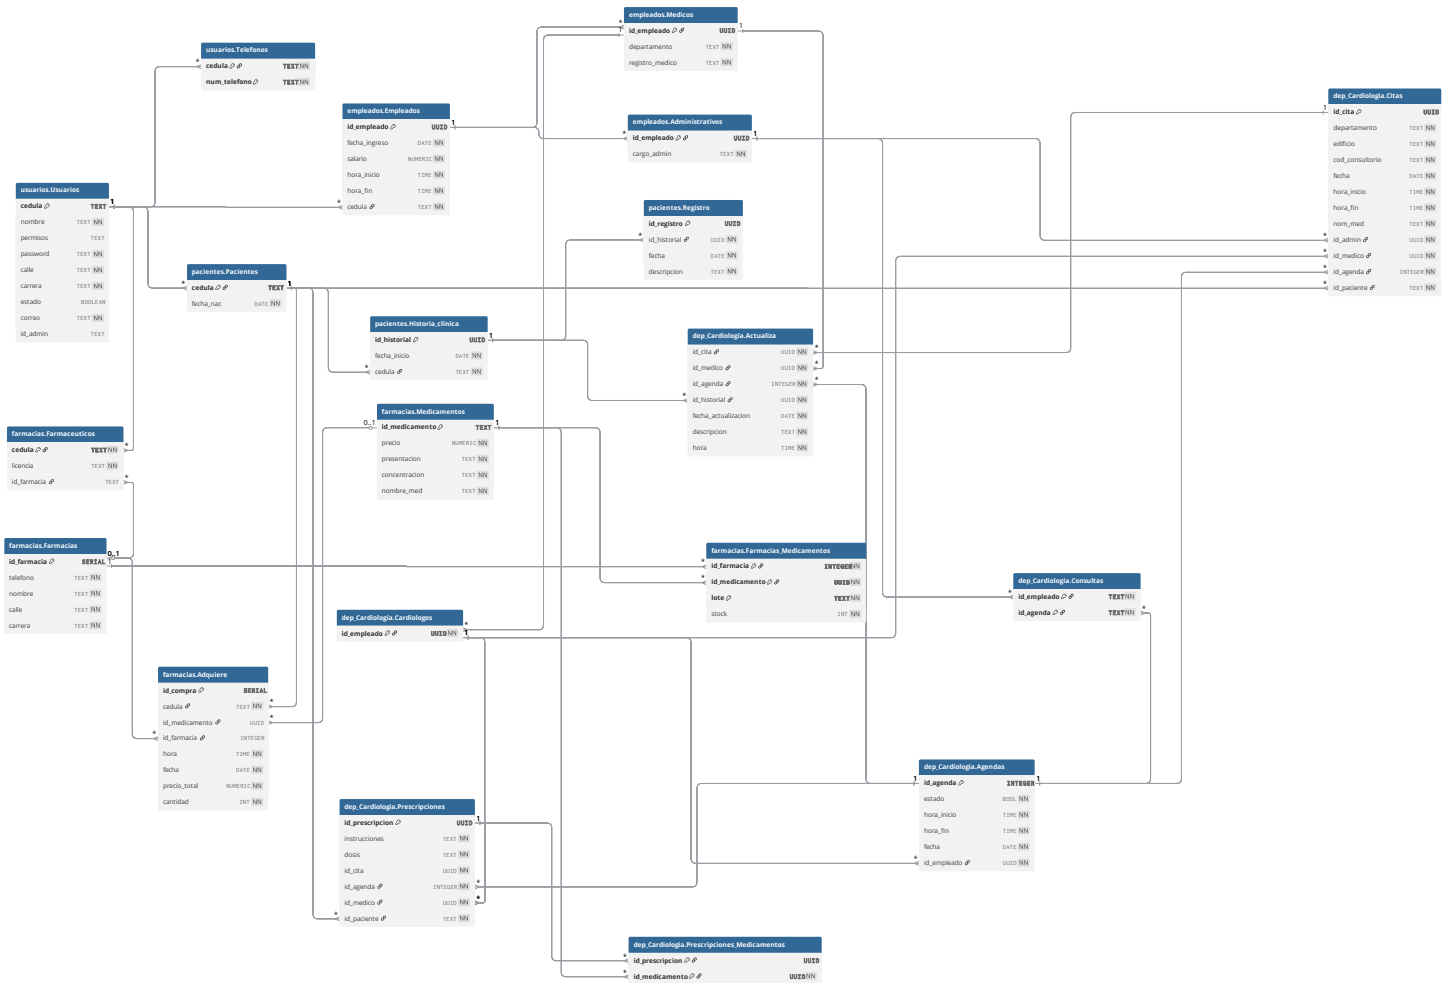 usuarios.Telefonos
cedula TEXT NN
num_telefono TEXT NN
empleados.Medicos
id_empleado UUID
departamento TEXT NN
registro_medico TEXT NN
empleados.Empleados
id_empleado UUID
fecha_ingreso DATE NN
salario NUMERIC NN
hora_inicio TIME NN
hora_fin TIME NN
cedula TEXT NN
empleados.Administrativos
id_empleado UUID
cargo_admin TEXT NN
dep_Cardiologia.Citas
id_cita UUID
departamento TEXT NN
edificio TEXT NN
cod_consultorio TEXT NN
fecha DATE NN
hora_inicio TIME NN
hora_fin TIME NN
nom_med TEXT NN
id_admin UUID NN
id_medico UUID NN
id_agenda INTEGER NN
id_paciente TEXT NN
usuarios.Usuarios
cedula TEXT
nombre TEXT NN
permisos TEXT
password TEXT NN
calle TEXT NN
carrera TEXT NN
estado BOOLEAN
correo TEXT NN
id_admin TEXT
pacientes.Registro
id_registro UUID
id_historial UUID NN
fecha DATE NN
descripcion TEXT NN
pacientes.Pacientes
cedula TEXT
fecha_nac DATE NN
pacientes.Historia_clinica
id_historial UUID
fecha_inicio DATE NN
cedula TEXT NN
dep_Cardiologia.Actualiza
id_cita UUID NN
id_medico UUID NN
id_agenda INTEGER NN
id_historial UUID NN
fecha_actualizacion DATE NN
descripcion TEXT NN
hora TIME NN
farmacias.Medicamentos
id_medicamento TEXT
precio NUMERIC NN
presentacion TEXT NN
concentracion TEXT NN
nombre_med TEXT NN
farmacias.Farmaceuticos
cedula TEXT NN
licencia TEXT NN
id_farmacia TEXT
farmacias.Farmacias
id_farmacia SERIAL
telefono TEXT NN
nombre TEXT NN
calle TEXT NN
carrera TEXT NN
farmacias.Farmacias_Medicamentos
id_farmacia INTEGER NN
id_medicamento UUID NN
lote TEXT NN
stock INT NN
dep_Cardiologia.Consultas
id_empleado TEXT NN
id_agenda TEXT NN
dep_Cardiologia.Cardiologos
id_empleado UUID NN
farmacias.Adquiere
id_compra SERIAL
cedula TEXT NN
id_medicamento UUID
id_farmacia INTEGER
hora TIME NN
fecha DATE NN
precio_total NUMERIC NN
cantidad INT NN
dep_Cardiologia.Agendas
id_agenda INTEGER
estado BOOL NN
hora_inicio TIME NN
hora_fin TIME NN
fecha DATE NN
id_empleado UUID NN
dep_Cardiologia.Prescripciones
id_prescripcion UUID
instrucciones TEXT NN
dosis TEXT NN
id_cita UUID NN
id_agenda INTEGER NN
id_medico UUID NN
id_paciente TEXT NN
dep_Cardiologia.Prescripciones_Medicamentos
id_prescripcion UUID
id_medicamento UUID NN